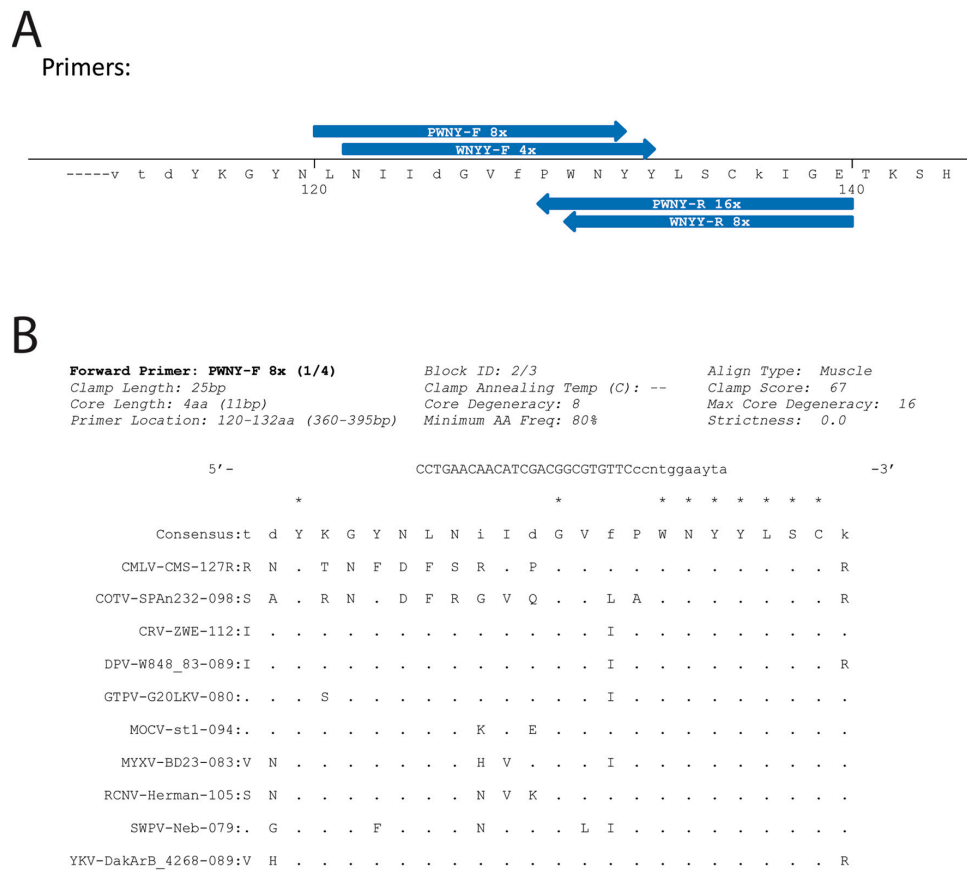 A
Primers:
PWNY-F 8x
WNYY-F 4x
-----v t d Y K G Y N L N I I d G V f P W N Y Y L S C k I G E T K S H
120 140
PWNY-R 16x
WNYY-R 8x
B
Forward Primer: PWNY-F 8x (1/4) Block ID: 2/3 Align Type: Muscle
Clamp Length: 25bp Clamp Annealing Temp (C): -- Clamp Score: 67
Core Length: 4aa (11bp) Core Degeneracy: 8 Max Core Degeneracy: 16
Primer Location: 120-132aa (360-395bp) Minimum AA Freq: 80% Strictness: 0.0
5’- CCTGAACAACATCGACGGCGTGTTCccntggaayta -3’
* * * * * * * * *
Consensus:t d Y K G Y N L N i I d G V f P W N Y Y L S C k
CMLV-CMS-127R:R N . T N F D F S R . P . . . . . . . . . . . R
COTV-SPAn232-098:S A . R N . D F R G V Q . . L A . . . . . . . R
CRV-ZWE-112:I . . . . . . . . . . . . . I . . . . . . . . .
DPV-W848_83-089:I . . . . . . . . . . . . . I . . . . . . . . R
GTPV-G20LKV-080:. . . S . . . . . . . . . . I . . . . . . . . .
MOCV-st1-094:. . . . . . . . . K . E . . . . . . . . . . . .
MYXV-BD23-083:V N . . . . . . . H V . . . I . . . . . . . . .
RCNV-Herman-105:S N . . . . . . . N V K . . . . . . . . . . . .
SWPV-Neb-079:. G . . . F . . . N . . . L I . . . . . . . . .
YKV-DakArB_4268-089:V H . . . . . . . . . . . . . . . . . . . . . R